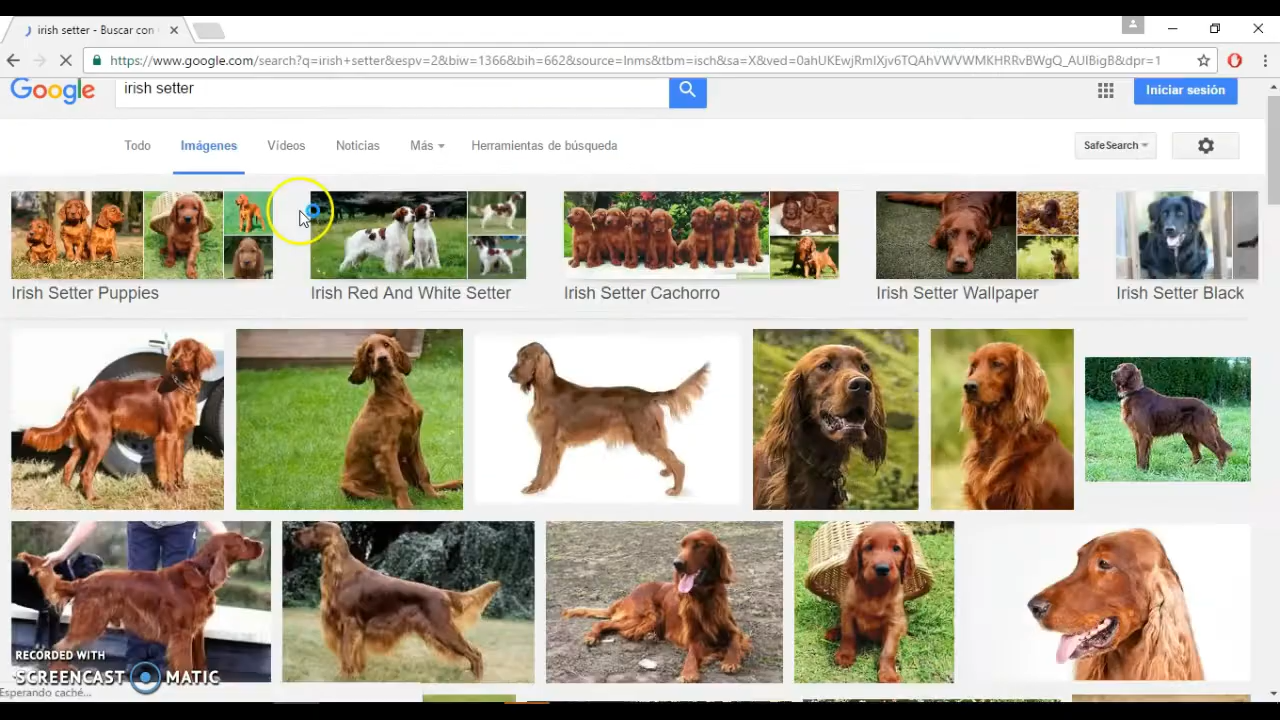 irish setter - Buscar con
https://www.google.com/search?q=irish+setter&espv=2&biw=1366&bih=662&source=lnms&tbm=isch&sa=X&ved=0ahUKEwjRmIXjv6TQAhVWVWMKHRRvBWgQ_AUIBigB&dpr=1
Google
irish setter
Iniciar sesión
Todo
Imágenes
Vídeos
Noticias
Más
Herramientas de búsqueda
SafeSearch
Irish Setter Puppies
Irish Red And White Setter
Irish Setter Cachorro
Irish Setter Wallpaper
Irish Setter Black
RECORDED WITH
SCREENCAST MATIC
Esperando caché...